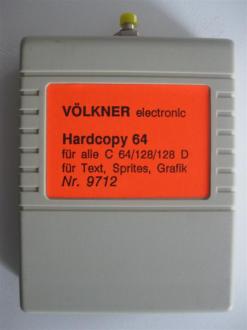 VÖLKNER electronic
Hardcopy 64
für alle C 64/128/128 D
für Text, Sprites, Grafik
Nr. 9712